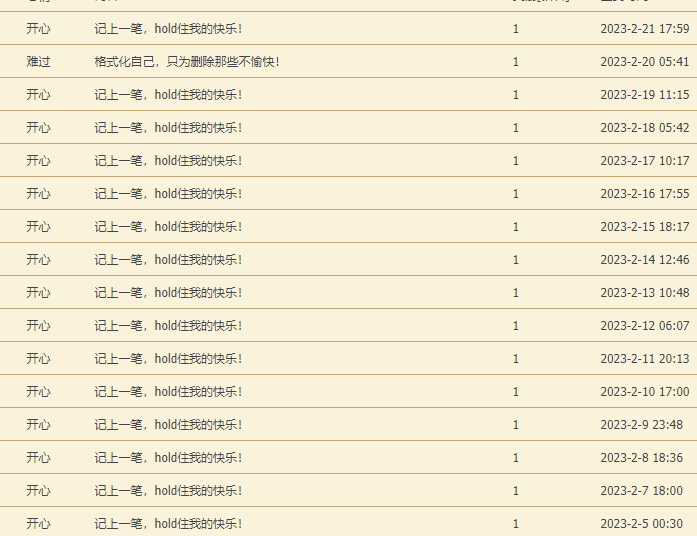 开心 记上一笔，hold住我的快乐！ 1 2023-2-21 17:59
难过 格式化自己，只为删除那些不愉快！ 1 2023-2-20 05:41
开心 记上一笔，hold住我的快乐！ 1 2023-2-19 11:15
开心 记上一笔，hold住我的快乐！ 1 2023-2-18 05:42
开心 记上一笔，hold住我的快乐！ 1 2023-2-17 10:17
开心 记上一笔，hold住我的快乐！ 1 2023-2-16 17:55
开心 记上一笔，hold住我的快乐！ 1 2023-2-15 18:17
开心 记上一笔，hold住我的快乐！ 1 2023-2-14 12:46
开心 记上一笔，hold住我的快乐！ 1 2023-2-13 10:48
开心 记上一笔，hold住我的快乐！ 1 2023-2-12 06:07
开心 记上一笔，hold住我的快乐！ 1 2023-2-11 20:13
开心 记上一笔，hold住我的快乐！ 1 2023-2-10 17:00
开心 记上一笔，hold住我的快乐！ 1 2023-2-9 23:48
开心 记上一笔，hold住我的快乐！ 1 2023-2-8 18:36
开心 记上一笔，hold住我的快乐！ 1 2023-2-7 18:00
开心 记上一笔，hold住我的快乐！ 1 2023-2-5 00:30